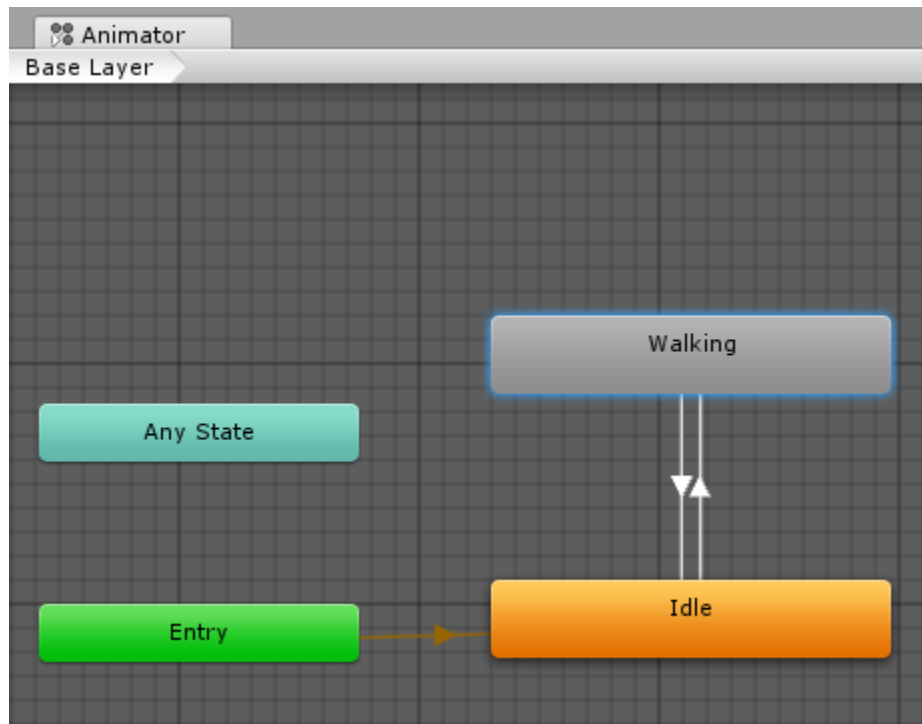 Animator
Base Layer
Walking
Any State
Idle
Entry